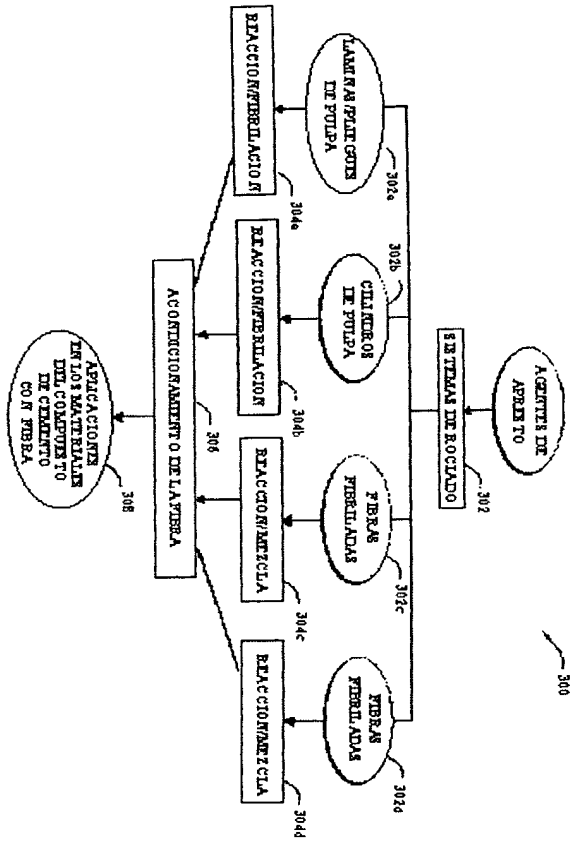 300
AGENTES DE
APRESTO
SISTEMAS DE ROCIADO
302
LAMINAS/PLIEGUES
DE PULPA
302a
CILINDROS
DE PULPA
302b
FIBRAS
FIBRILADAS
302c
FIBRAS
FIBRILADAS
302d
REACCION/FIBRILACION
304a
REACCION/FIBRILACION
304b
REACCION/MEZCLA
304c
REACCION/MEZCLA
304d
ACONDICIONAMIENTO DE LA FIBRA
306
APLICACIONES
EN LOS MATERIALES
DEL COMPUESTO
DE CEMENTO
CON FIBRA
308